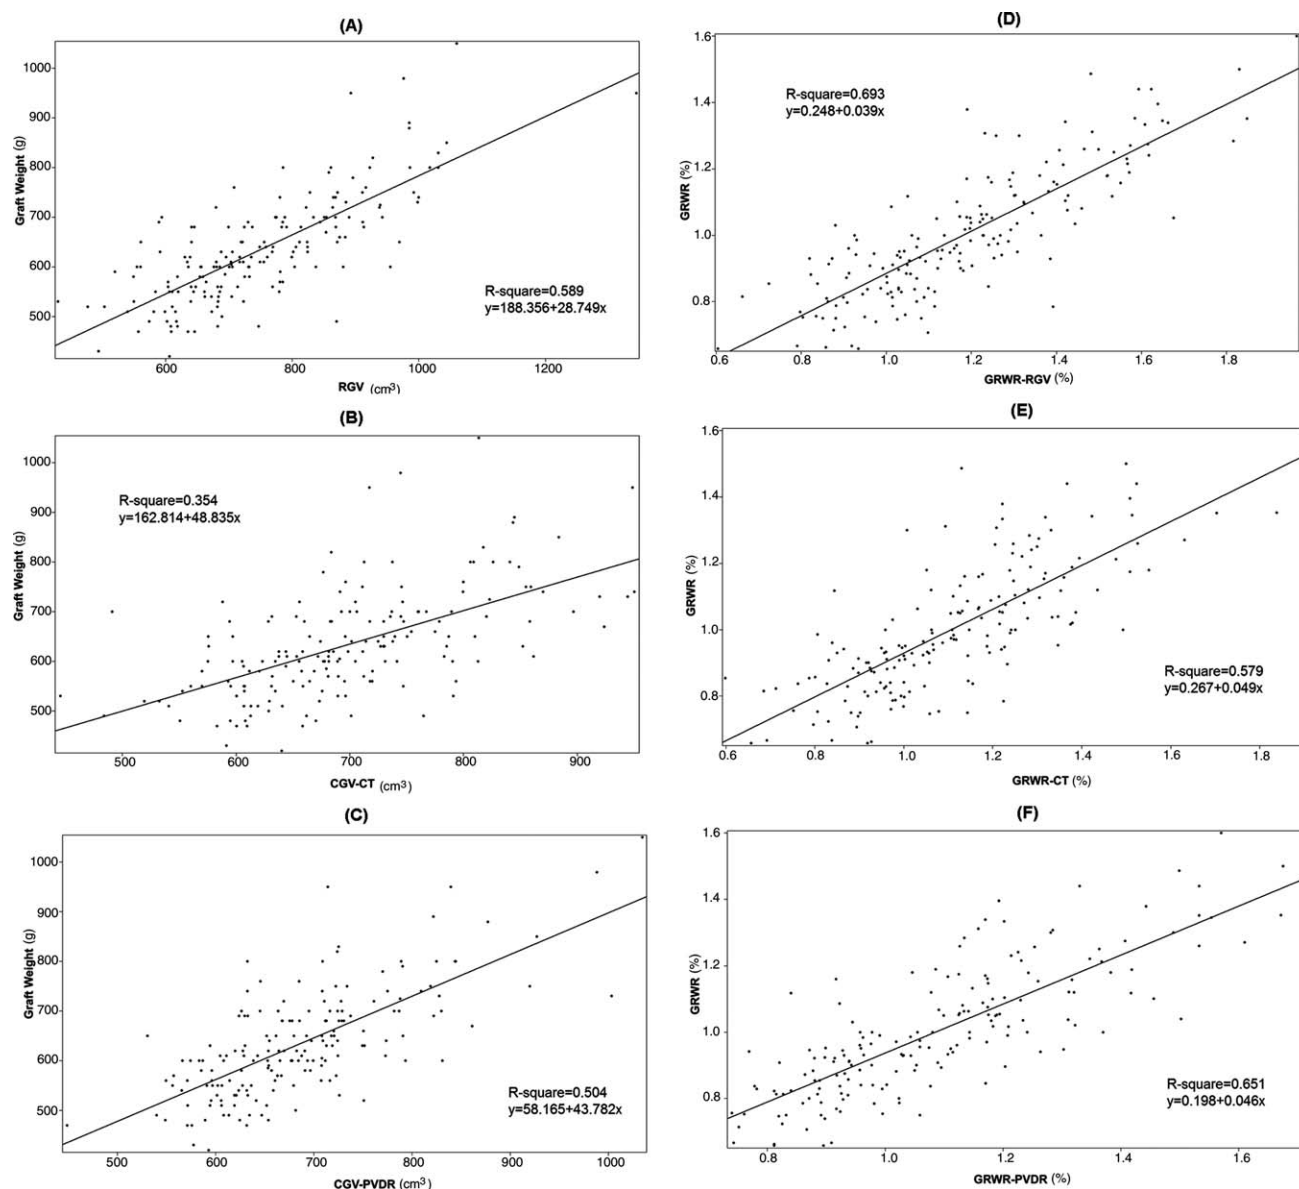 (A)
Graft Weight (g)
1000
900
800
700
600
500
R-square=0.589
y=188.356+28.749x
600
800
1000
1200
RGV (cm³)
(D)
GRWR (%)
1.6
1.4
1.2
1.0
0.8
R-square=0.693
y=0.248+0.039x
0.6
0.8
1.0
1.2
1.4
1.6
1.8
GRWR-RGV (%)
(B)
Graft Weight (g)
1000
900
800
700
600
500
R-square=0.354
y=162.814+48.835x
500
600
700
800
900
CGV-CT (cm³)
(E)
GRWR (%)
1.6
1.4
1.2
1.0
0.8
R-square=0.579
y=0.267+0.049x
0.6
0.8
1.0
1.2
1.4
1.6
1.8
GRWR-CT (%)
(C)
Graft Weight (g)
1000
900
800
700
600
500
R-square=0.504
y=58.165+43.782x
500
600
700
800
900
1000
CGV-PVDR (cm³)
(F)
GRWR (%)
1.6
1.4
1.2
1.0
0.8
R-square=0.651
y=0.198+0.046x
0.8
1.0
1.2
1.4
1.6
GRWR-PVDR (%)